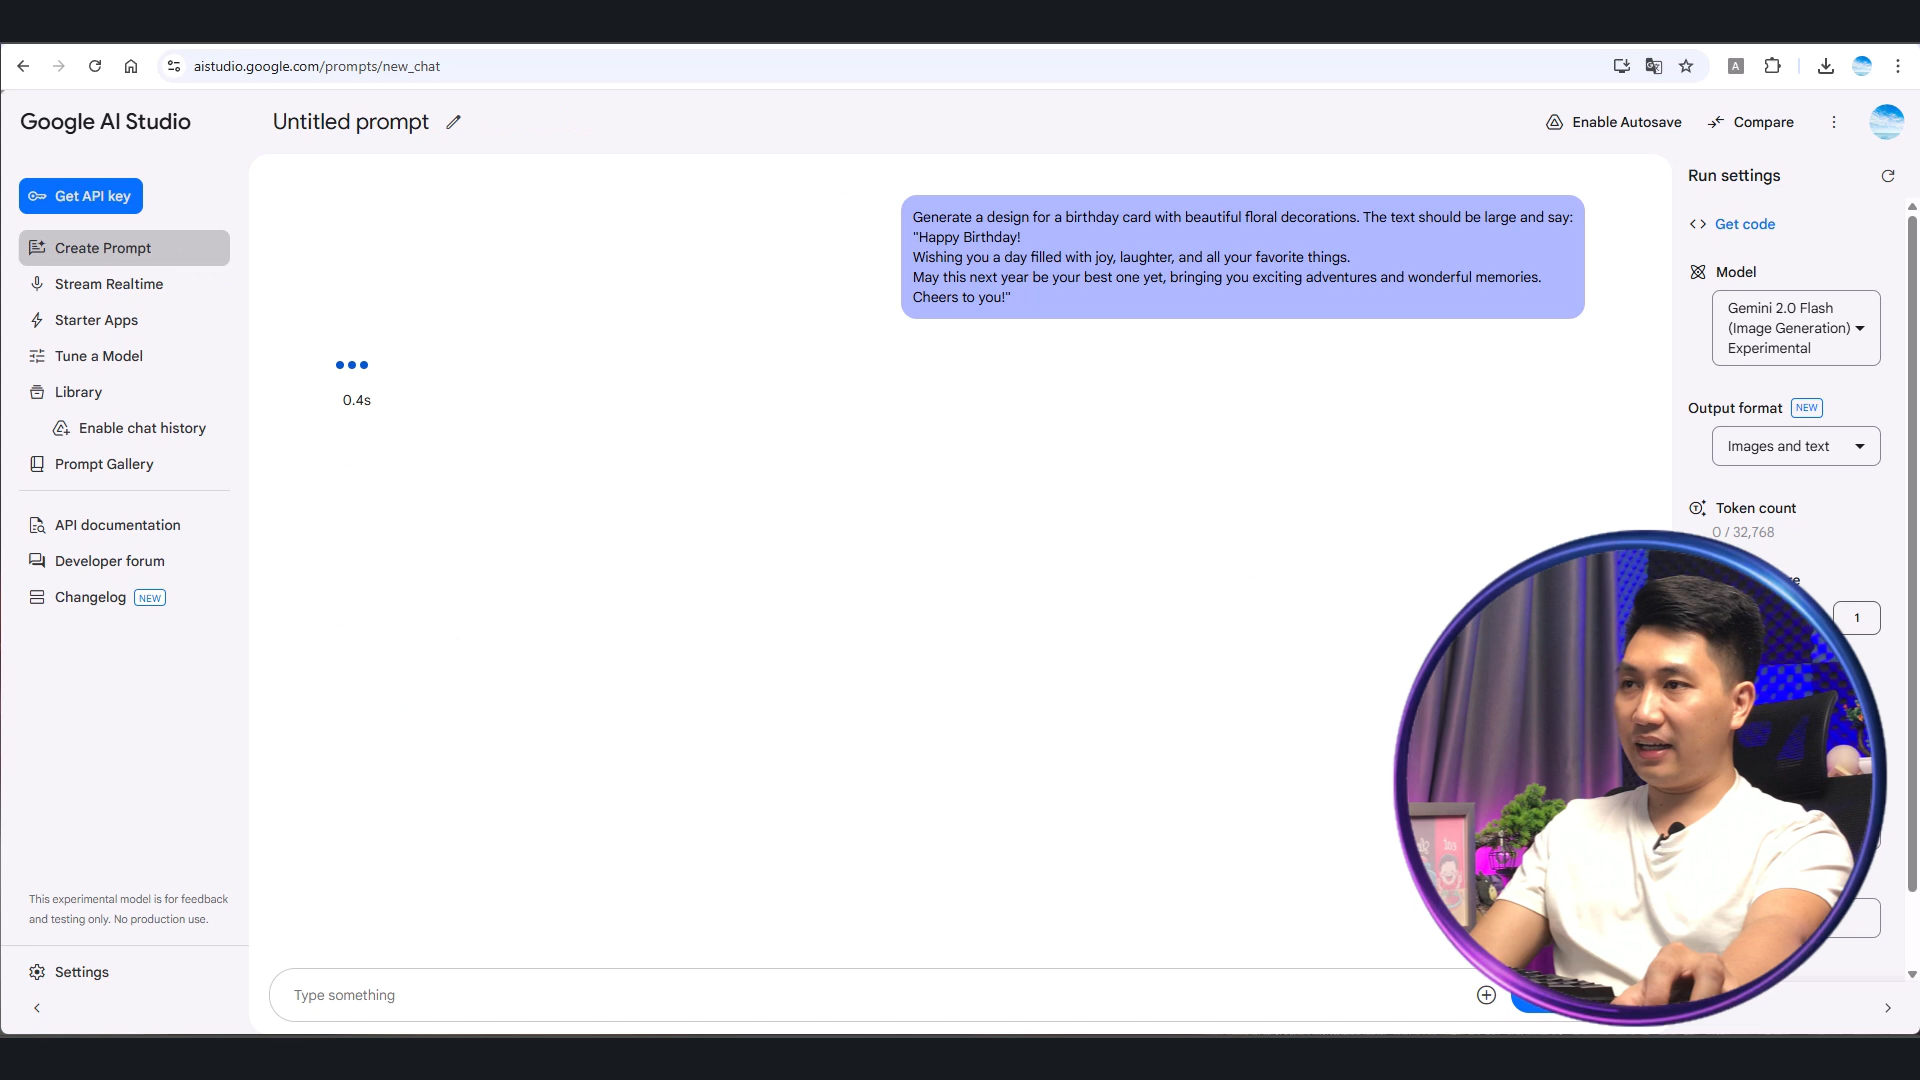 aistudio.google.com/prompts/new_chat
A
Google AI Studio
Untitled prompt
Enable Autosave
Compare
Get API key
Create Prompt
Stream Realtime
Starter Apps
Tune a Model
Library
Enable chat history
Prompt Gallery
API documentation
Developer forum
Changelog NEW
This experimental model is for feedback
and testing only. No production use.
Settings
Generate a design for a birthday card with beautiful floral decorations. The text should be large and say:
"Happy Birthday!
Wishing you a day filled with joy, laughter, and all your favorite things.
May this next year be your best one yet, bringing you exciting adventures and wonderful memories.
Cheers to you!"
0.4s
Type something
Run settings
Get code
Model
Gemini 2.0 Flash
(Image Generation)
Experimental
Output format NEW
Images and text
Token count
0 / 32,768
1